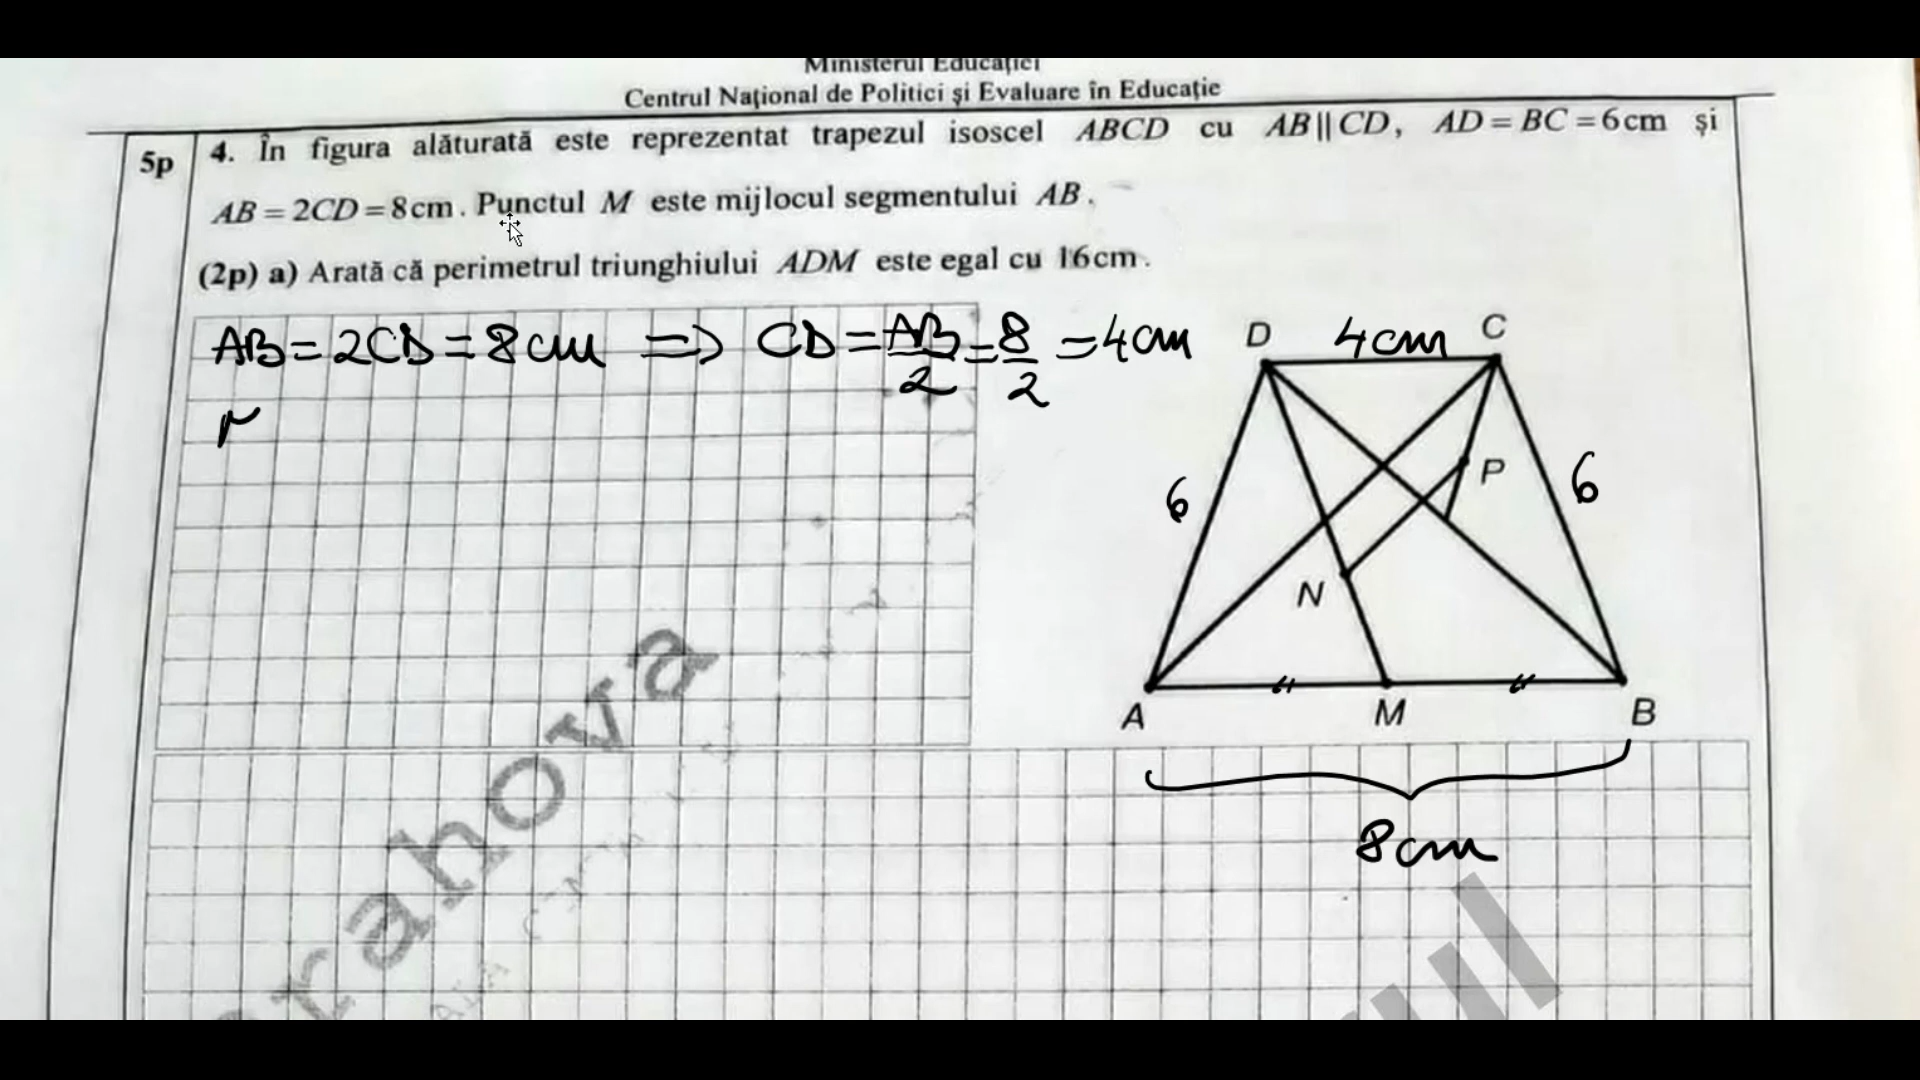 Ministerul Educației
Centrul Național de Politici și Evaluare în Educație
5p
4. În figura alăturată este reprezentat trapezul isoscel ABCD cu AB||CD, AD=BC=6cm și
AB=2CD=8cm. Punctul M este mijlocul segmentului AB.
(2p) a) Arată că perimetrul triunghiului ADM este egal cu 16cm.
AB=2CD=8cm => CD=AB/2=8/2=4cm
D 4cm C
P
6 6
N
A M B
8cm
rahova
ul